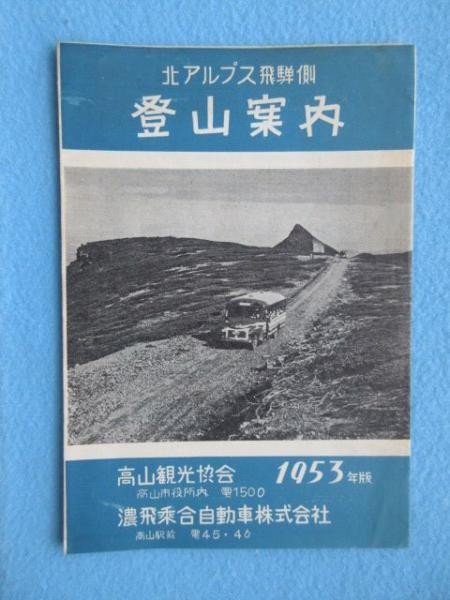 北アルプス飛騨側
登山案内
高山観光協会 1953年版
高山市役所内 電1500
濃飛乗合自動車株式会社
高山駅前 電45・46